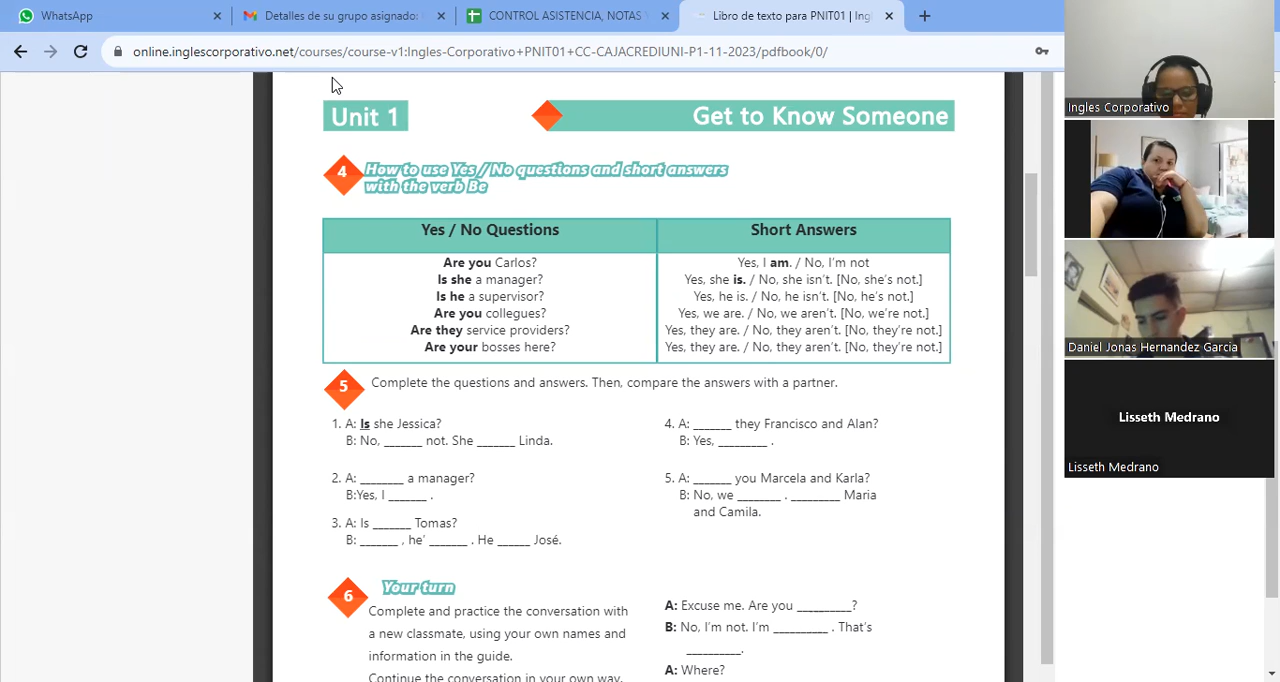 WhatsApp
Detalles de su grupo asignado:
CONTROL ASISTENCIA, NOTAS
Libro de texto para PNIT01 | Ing
online.inglescorporativo.net/courses/course-v1:Ingles-Corporativo+PNIT01+CC-CAJACREDIUNI-P1-11-2023/pdfbook/0/
Unit 1
Get to Know Someone
4
How to use Yes / No questions and short answers
with the verb Be
Yes / No Questions
Short Answers
Are you Carlos?
Yes, I am. / No, I'm not
Is she a manager?
Yes, she is. / No, she isn't. [No, she's not.]
Is he a supervisor?
Yes, he is. / No, he isn't. [No, he's not.]
Are you collegues?
Yes, we are. / No, we aren't. [No, we're not.]
Are they service providers?
Yes, they are. / No, they aren't. [No, they're not.]
Are your bosses here?
Yes, they are. / No, they aren't. [No, they're not.]
5
Complete the questions and answers. Then, compare the answers with a partner.
1. A: Is she Jessica?
B: No, _______ not. She _______ Linda.
2. A: ________ a manager?
B:Yes, I _______ .
3. A: Is _______ Tomas?
B: _______ , he' _______ . He ______ José.
4. A: _______ they Francisco and Alan?
B: Yes, _________ .
5. A: _______ you Marcela and Karla?
B: No, we ________ . _________ Maria
and Camila.
6
Your turn
Complete and practice the conversation with
a new classmate, using your own names and
information in the guide.
Continue the conversation in your own way.
A: Excuse me. Are you __________?
B: No, I'm not. I'm __________ . That's
__________.
A: Where?
Ingles Corporativo
Daniel Jonas Hernandez Garcia
Lisseth Medrano
Lisseth Medrano